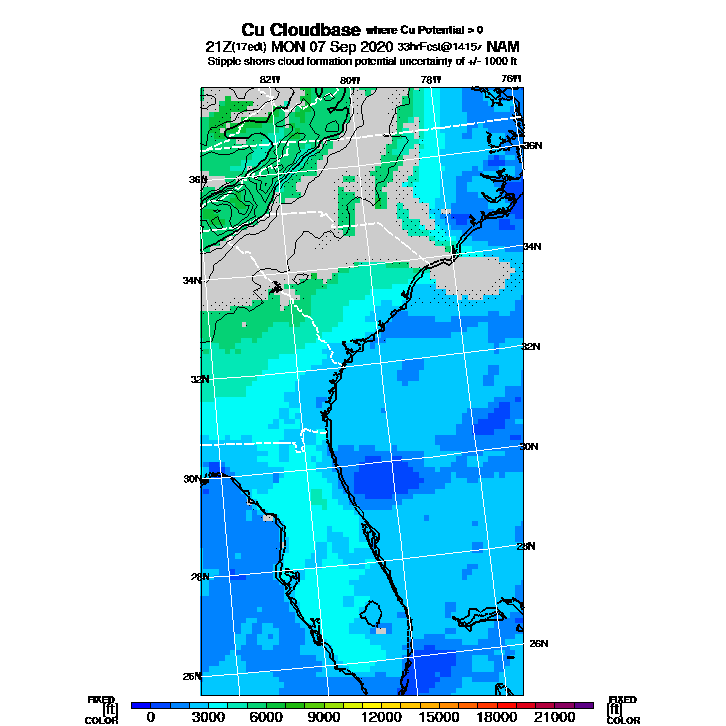 Cu Cloudbase where Cu Potential > 0
21Z(17edt) MON 07 Sep 2020 33hrFcst@1415z NAM
Stipple shows cloud formation potential uncertainty of +/- 1000 ft
82W 80W 78W 76W
36N
36N
34N
34N
32N
32N
30N
30N
28N
28N
26N
26N
FIXED FIXED
[ft] [ft]
COLOR COLOR
0 3000 6000 9000 12000 15000 18000 21000